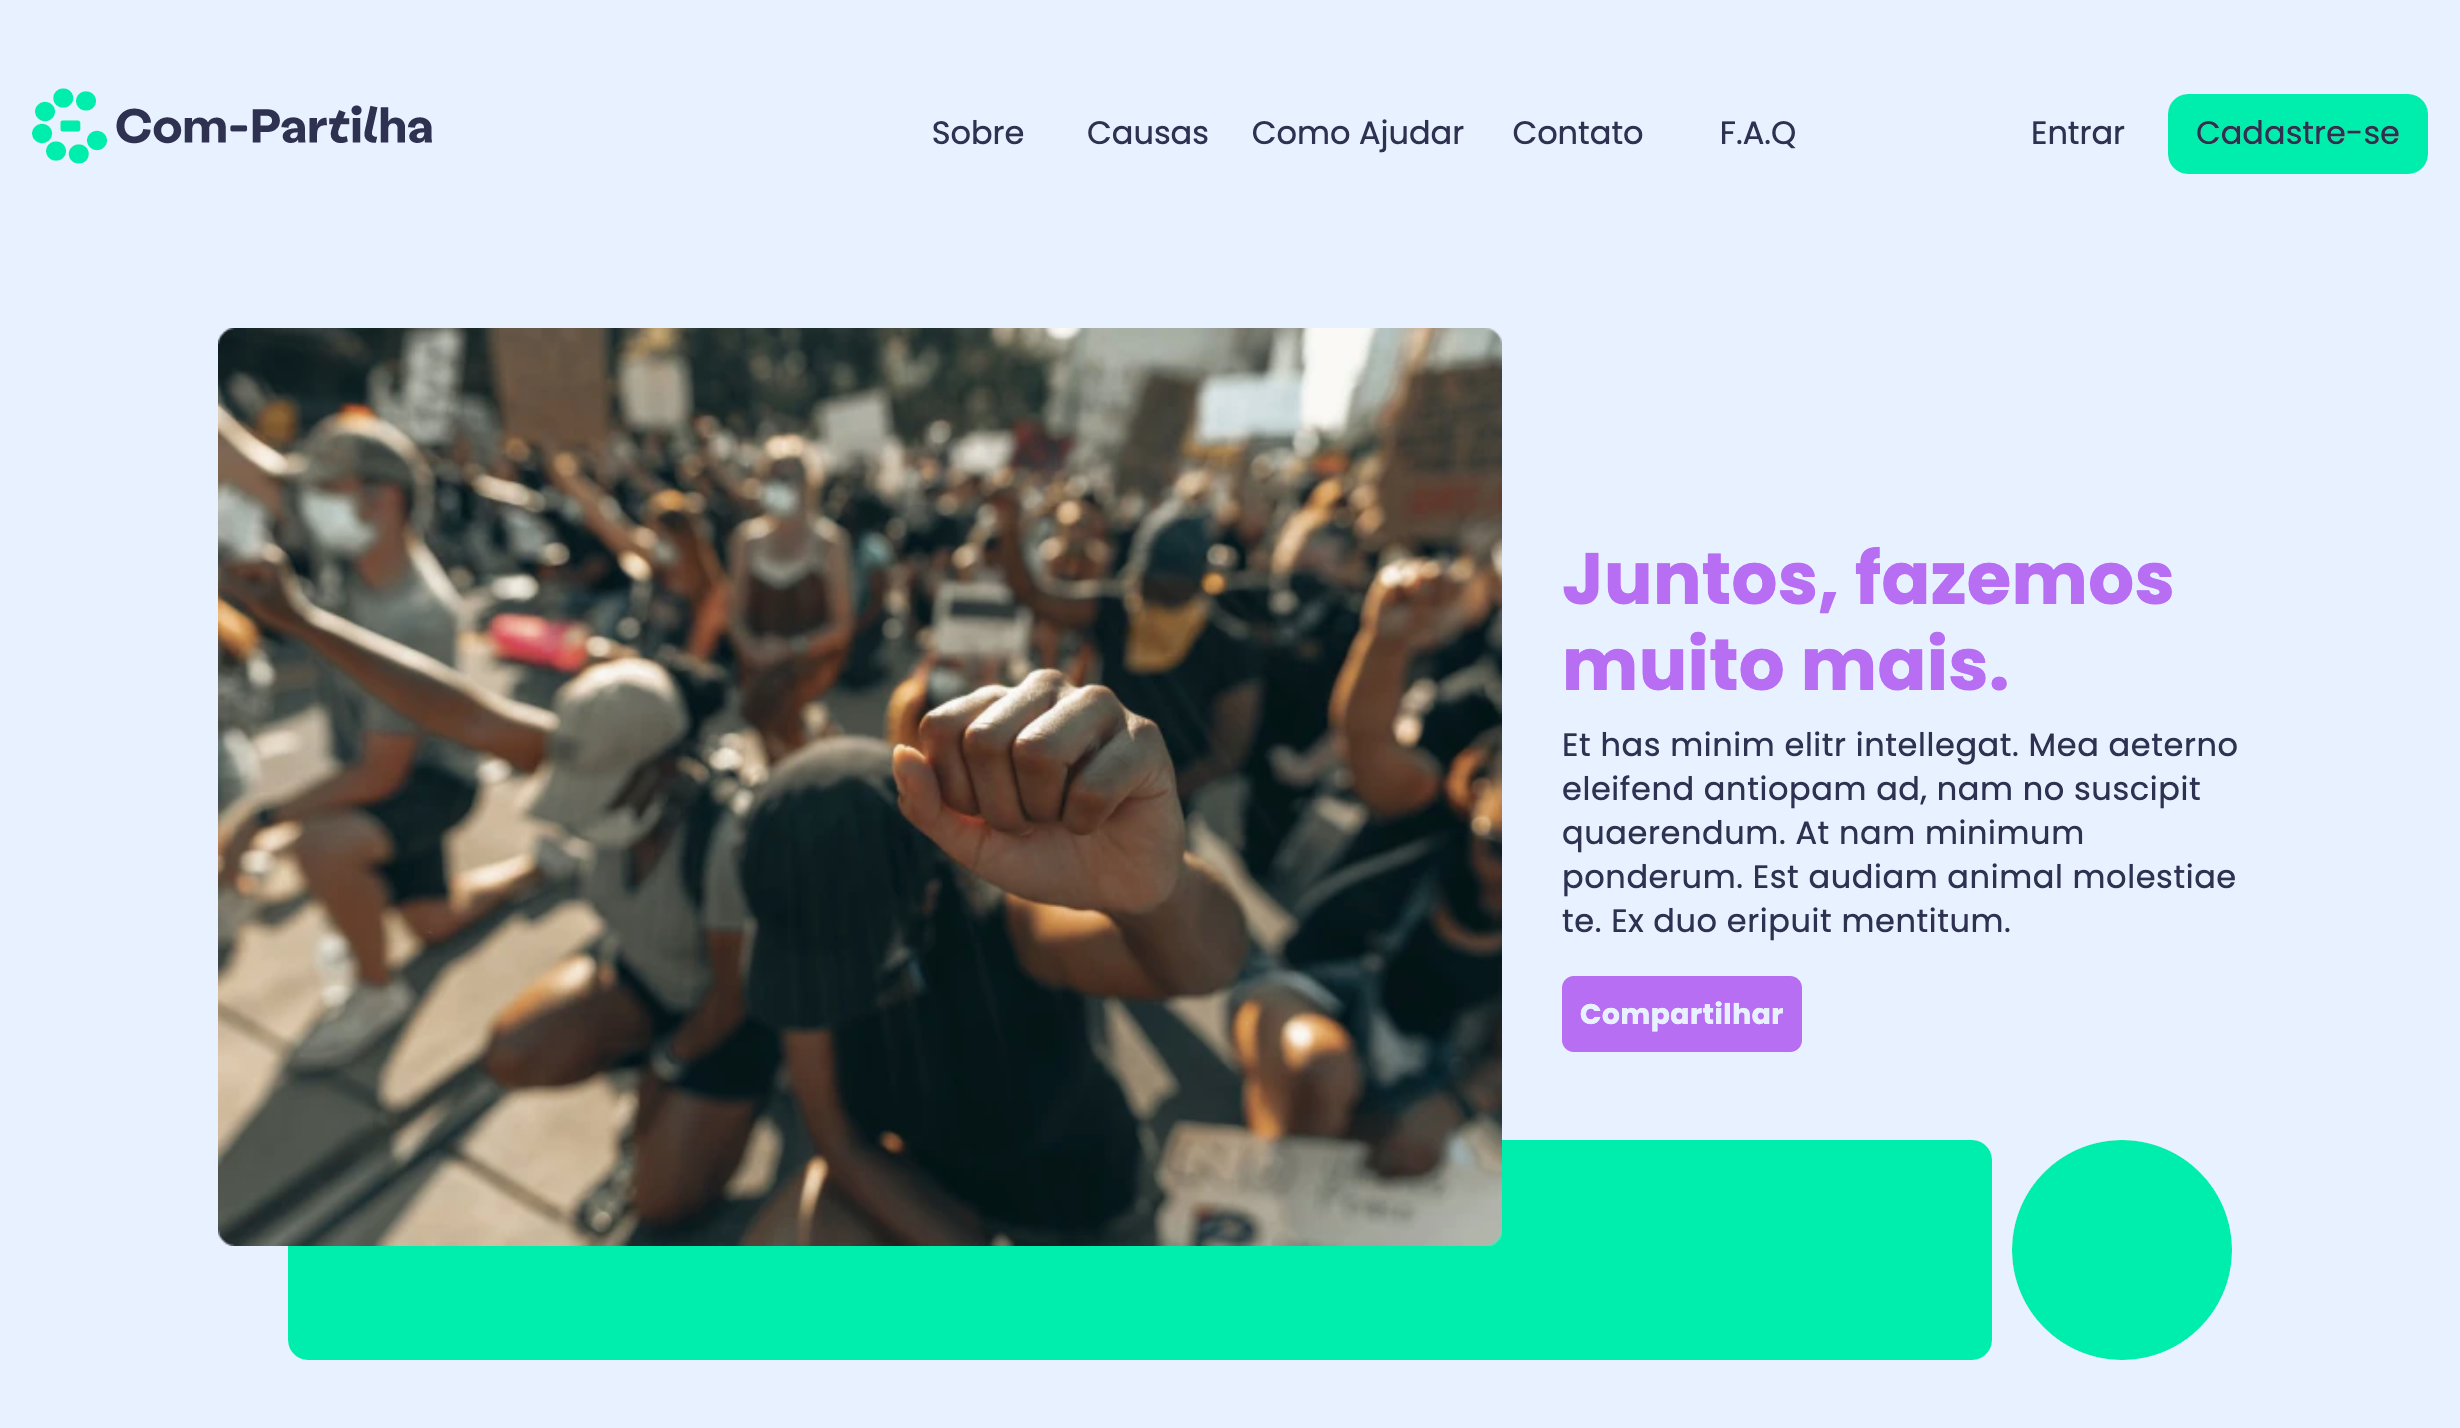 Com-Partilha
Sobre Causas Como Ajudar Contato F.A.Q Entrar Cadastre-se
Juntos, fazemos
muito mais.
Et has minim elitr intellegat. Mea aeterno
eleifend antiopam ad, nam no suscipit
quaerendum. At nam minimum
ponderum. Est audiam animal molestiae
te. Ex duo eripuit mentitum.
Compartilhar